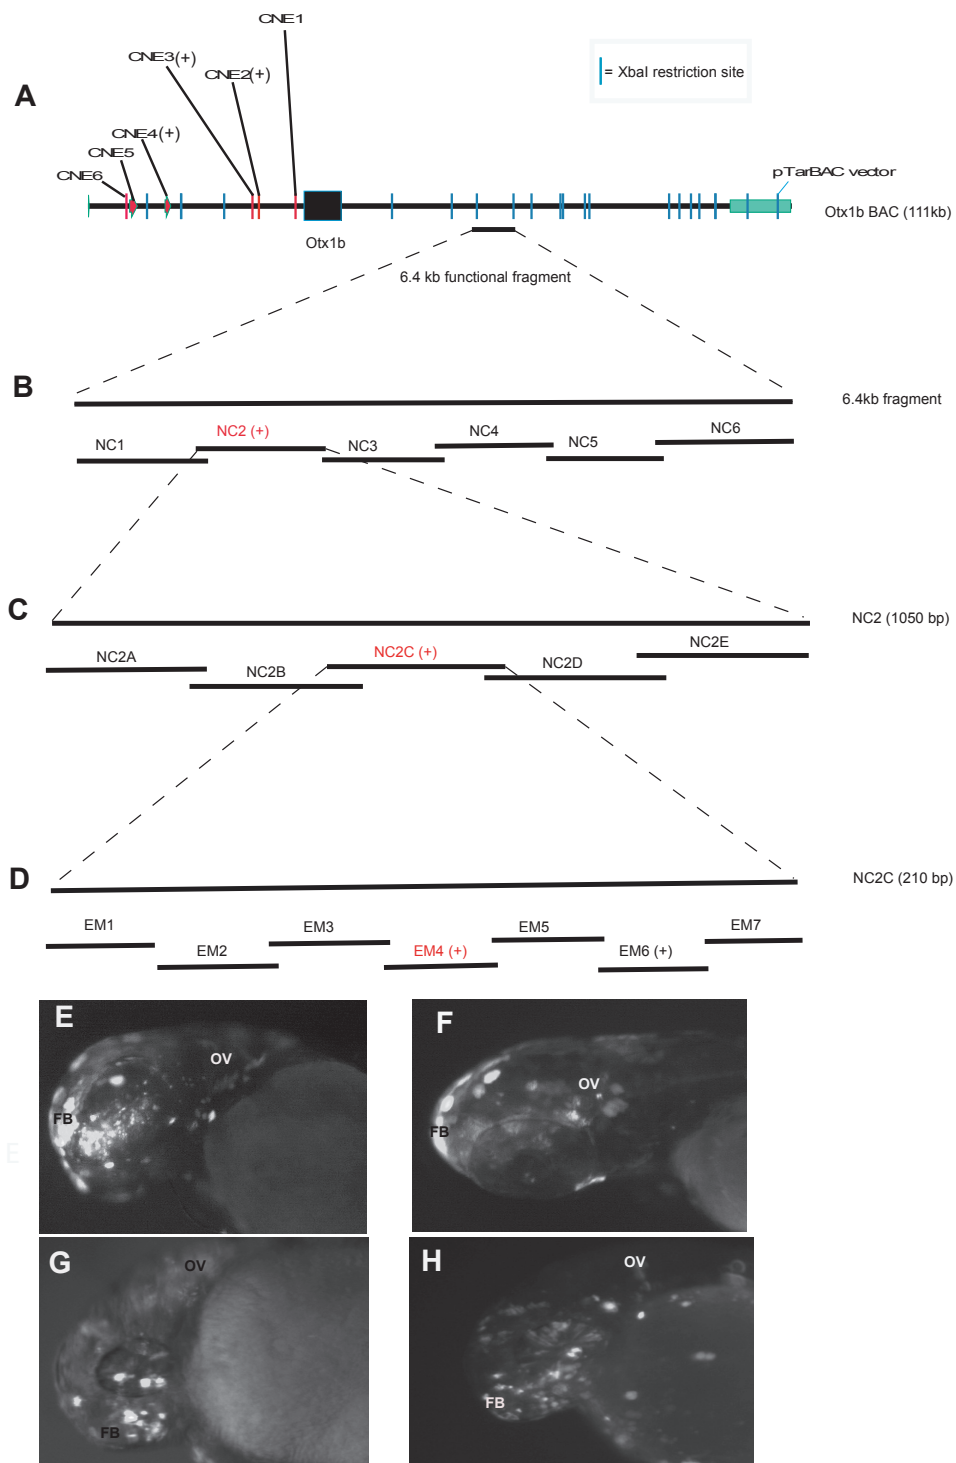 CNE1
CNE3(+)
CNE2(+)
= XbaI restriction site
A
CNE4(+)
CNE5
CNE6
pTarBAC vector
Otx1b BAC (111kb)
Otx1b
6.4 kb functional fragment
B
6.4kb fragment
NC1
NC2 (+)
NC3
NC4
NC5
NC6
C
NC2 (1050 bp)
NC2A
NC2B
NC2C (+)
NC2D
NC2E
D
NC2C (210 bp)
EM1
EM2
EM3
EM4 (+)
EM5
EM6 (+)
EM7
E
OV
FB
F
OV
FB
E
G
OV
FB
H
OV
FB